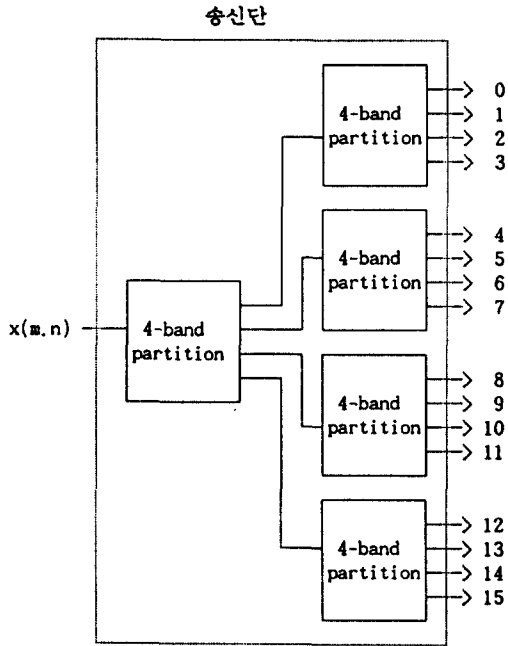 송신단
4-band
partition
0
1
2
3
4-band
partition
4
5
6
7
x(m.n)
4-band
partition
4-band
partition
8
9
10
11
4-band
partition
12
13
14
15